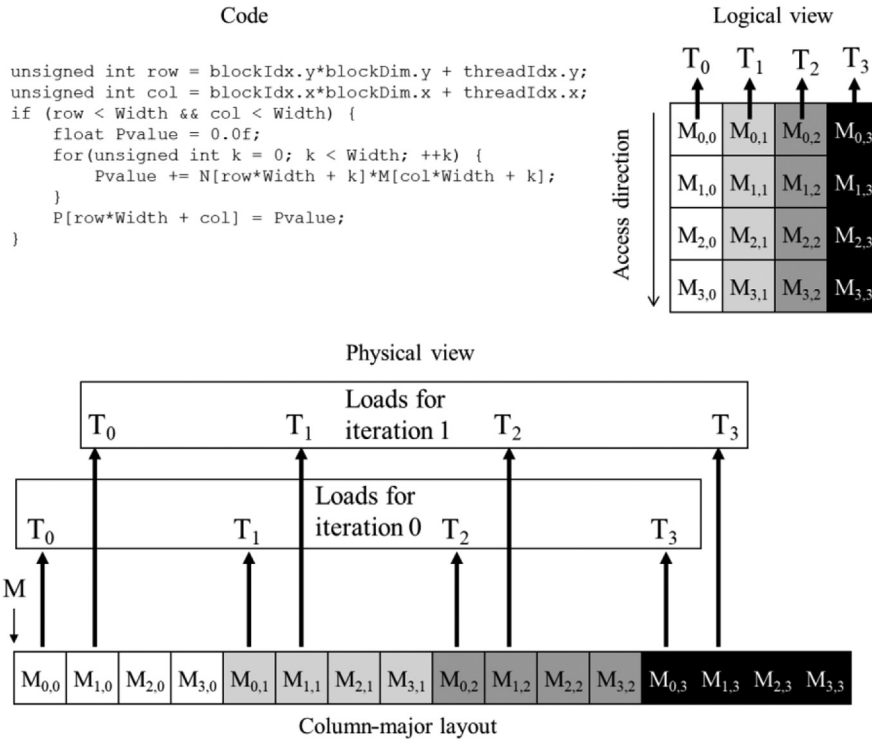 Code
unsigned int row = blockIdx.y*blockDim.y + threadIdx.y;
unsigned int col = blockIdx.x*blockDim.x + threadIdx.x;
if (row < Width && col < Width) {
    float Pvalue = 0.0f;
    for(unsigned int k = 0; k < Width; ++k) {
        Pvalue += N[row*Width + k]*M[col*Width + k];
    }
    P[row*Width + col] = Pvalue;
}
Logical view
T0 T1 T2 T3
Access direction
M0,0 M0,1 M0,2 M0,3
M1,0 M1,1 M1,2 M1,3
M2,0 M2,1 M2,2 M2,3
M3,0 M3,1 M3,2 M3,3
Physical view
Loads for
T0 T1 iteration 1 T2 T3
Loads for
T0 T1 iteration 0 T2 T3
M
M0,0 M1,0 M2,0 M3,0 M0,1 M1,1 M2,1 M3,1 M0,2 M1,2 M2,2 M3,2 M0,3 M1,3 M2,3 M3,3
Column-major layout